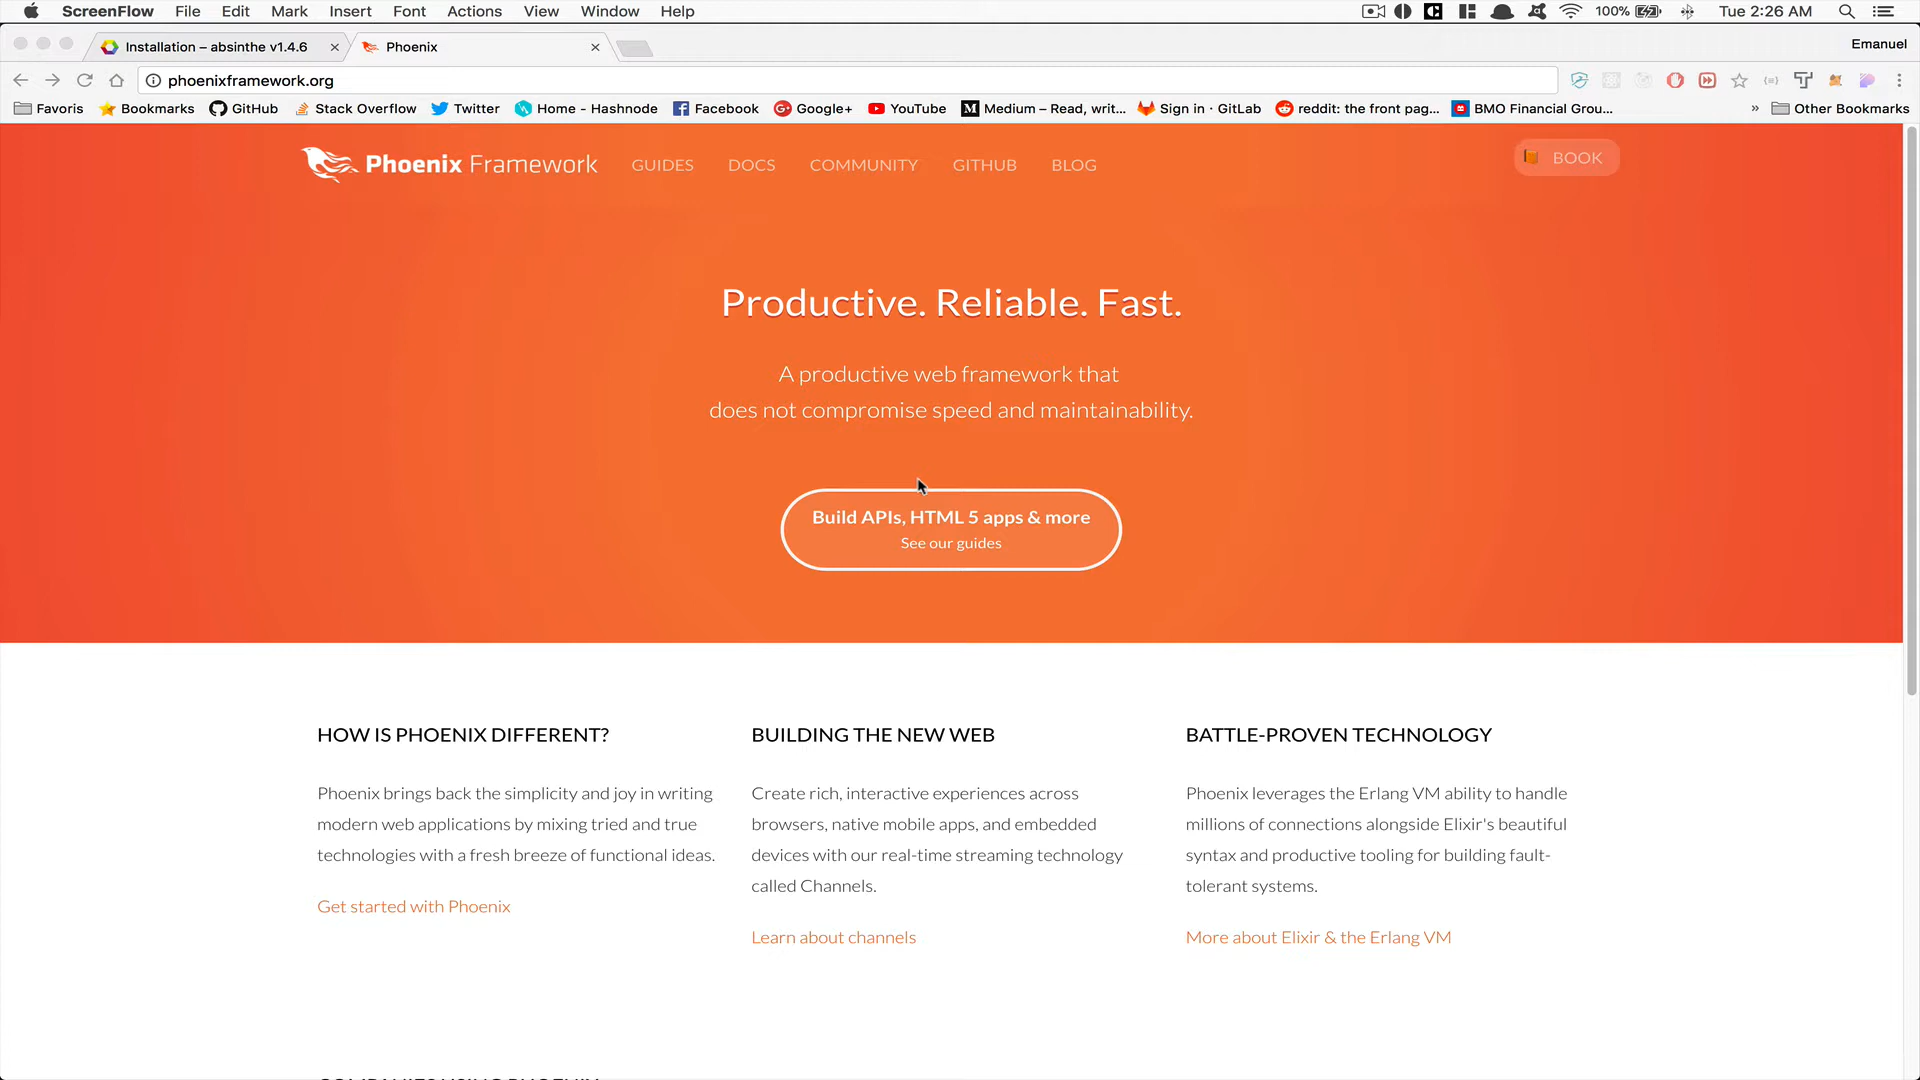 ScreenFlow File Edit Mark Insert Font Actions View Window Help 100% Tue 2:26 AM
Installation – absinthe v1.4.6 Phoenix Emanuel
phoenixframework.org
Favoris Bookmarks GitHub Stack Overflow Twitter Home - Hashnode Facebook Google+ YouTube Medium – Read, writ... Sign in · GitLab reddit: the front pag... BMO Financial Grou... » Other Bookmarks
Phoenix Framework GUIDES DOCS COMMUNITY GITHUB BLOG BOOK
Productive. Reliable. Fast.
A productive web framework that
does not compromise speed and maintainability.
Build APIs, HTML 5 apps & more
See our guides
HOW IS PHOENIX DIFFERENT?
Phoenix brings back the simplicity and joy in writing
modern web applications by mixing tried and true
technologies with a fresh breeze of functional ideas.
Get started with Phoenix
BUILDING THE NEW WEB
Create rich, interactive experiences across
browsers, native mobile apps, and embedded
devices with our real-time streaming technology
called Channels.
Learn about channels
BATTLE-PROVEN TECHNOLOGY
Phoenix leverages the Erlang VM ability to handle
millions of connections alongside Elixir's beautiful
syntax and productive tooling for building fault-
tolerant systems.
More about Elixir & the Erlang VM